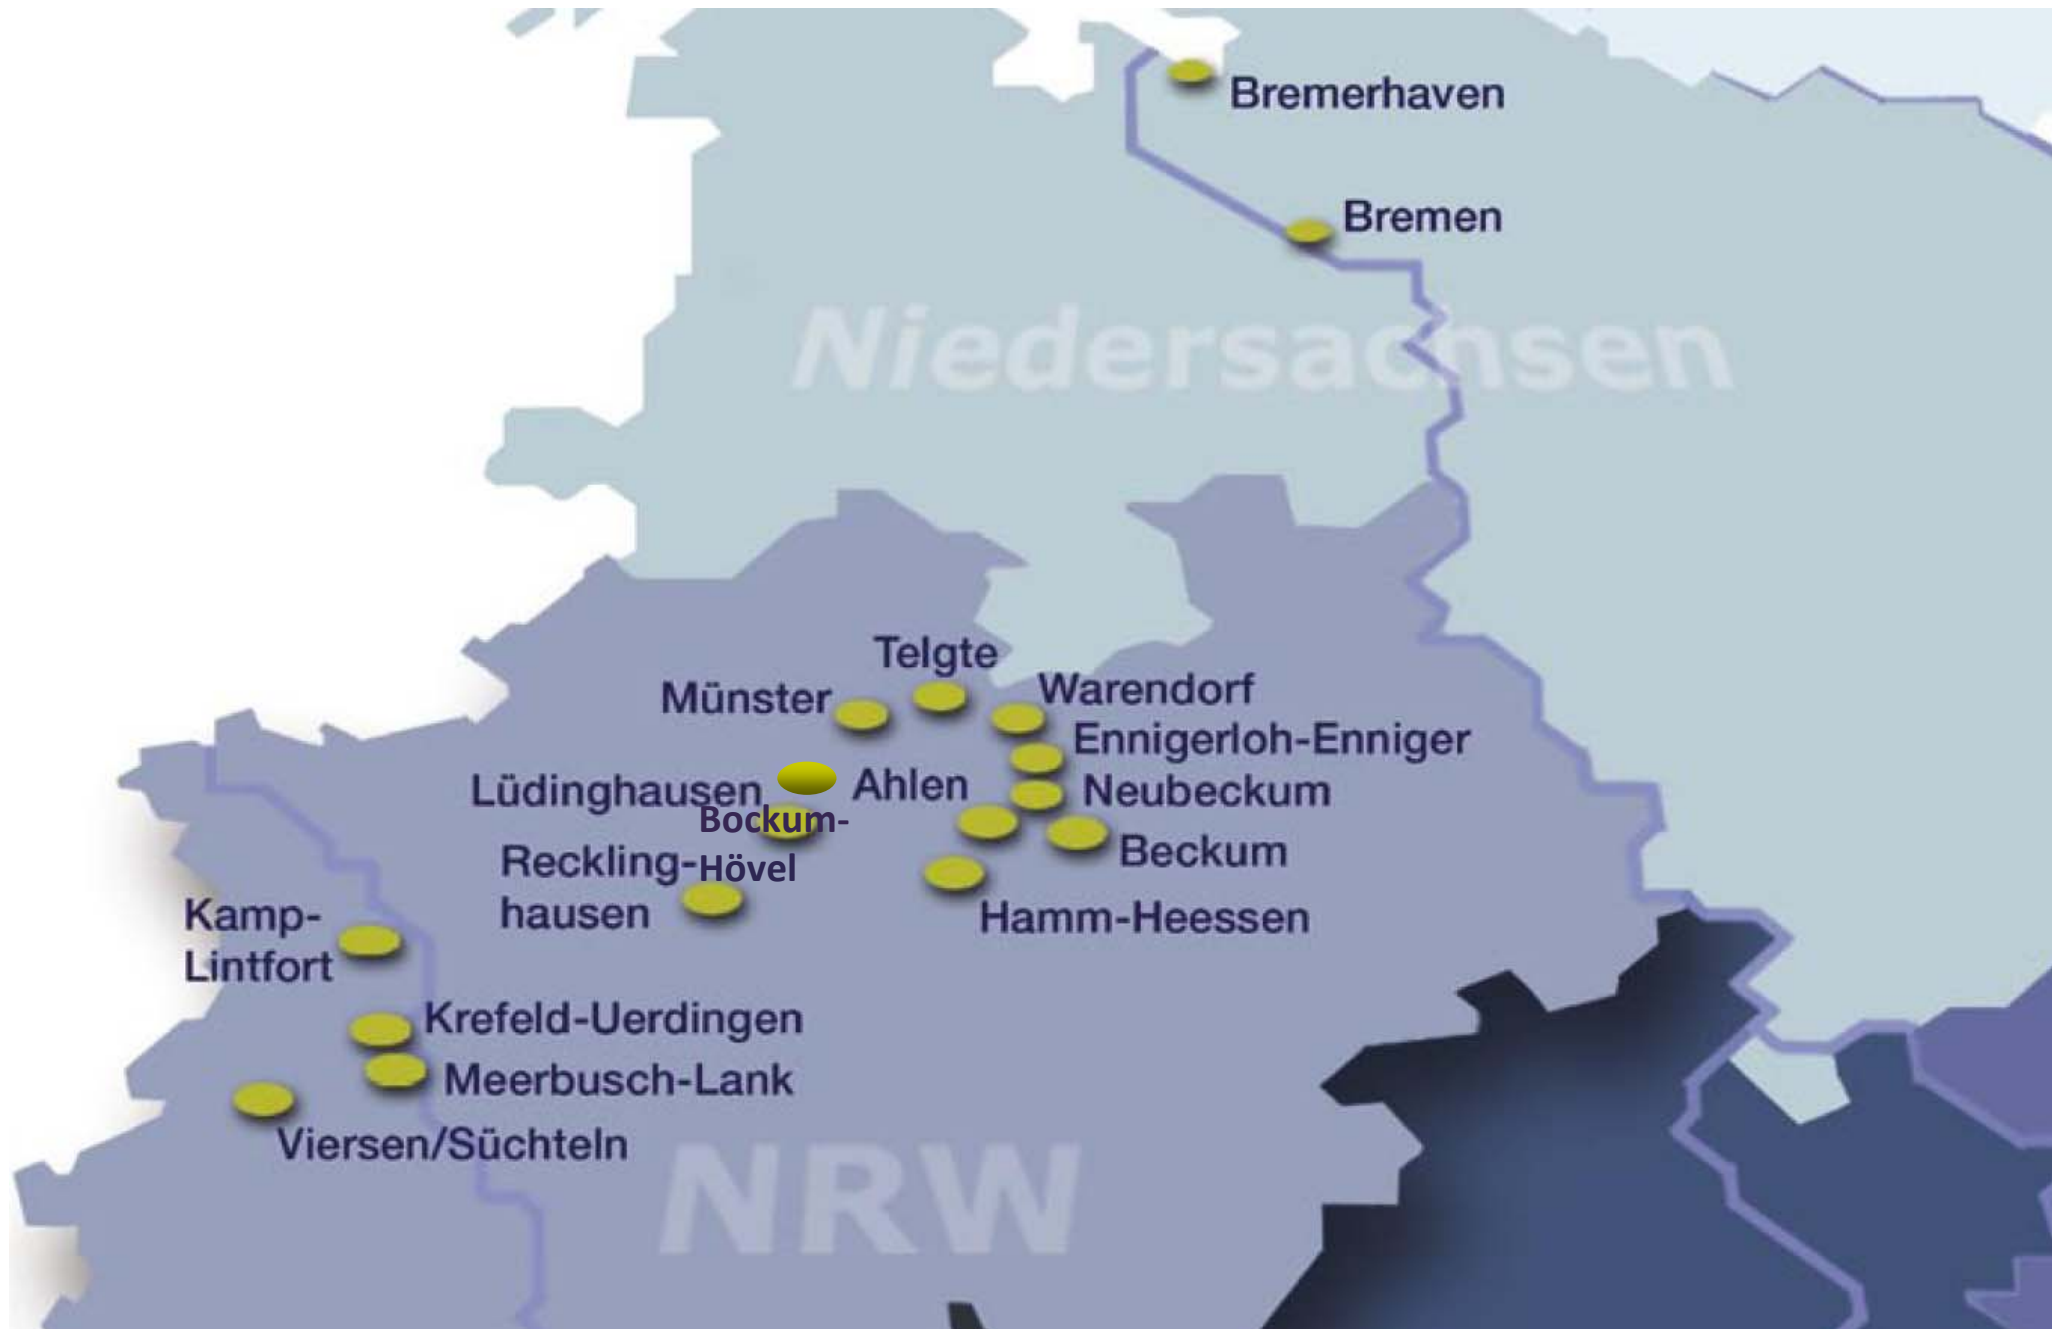 Bremerhaven
Bremen
Niedersachsen
Telgte
Münster
Warendorf
Ennigerloh-Enniger
Lüdinghausen
Ahlen
Neubeckum
Bockum-
Hövel
Beckum
Reckling-
hausen
Hamm-Heessen
Kamp-
Lintfort
Krefeld-Uerdingen
Meerbusch-Lank
Viersen/Süchteln
NRW